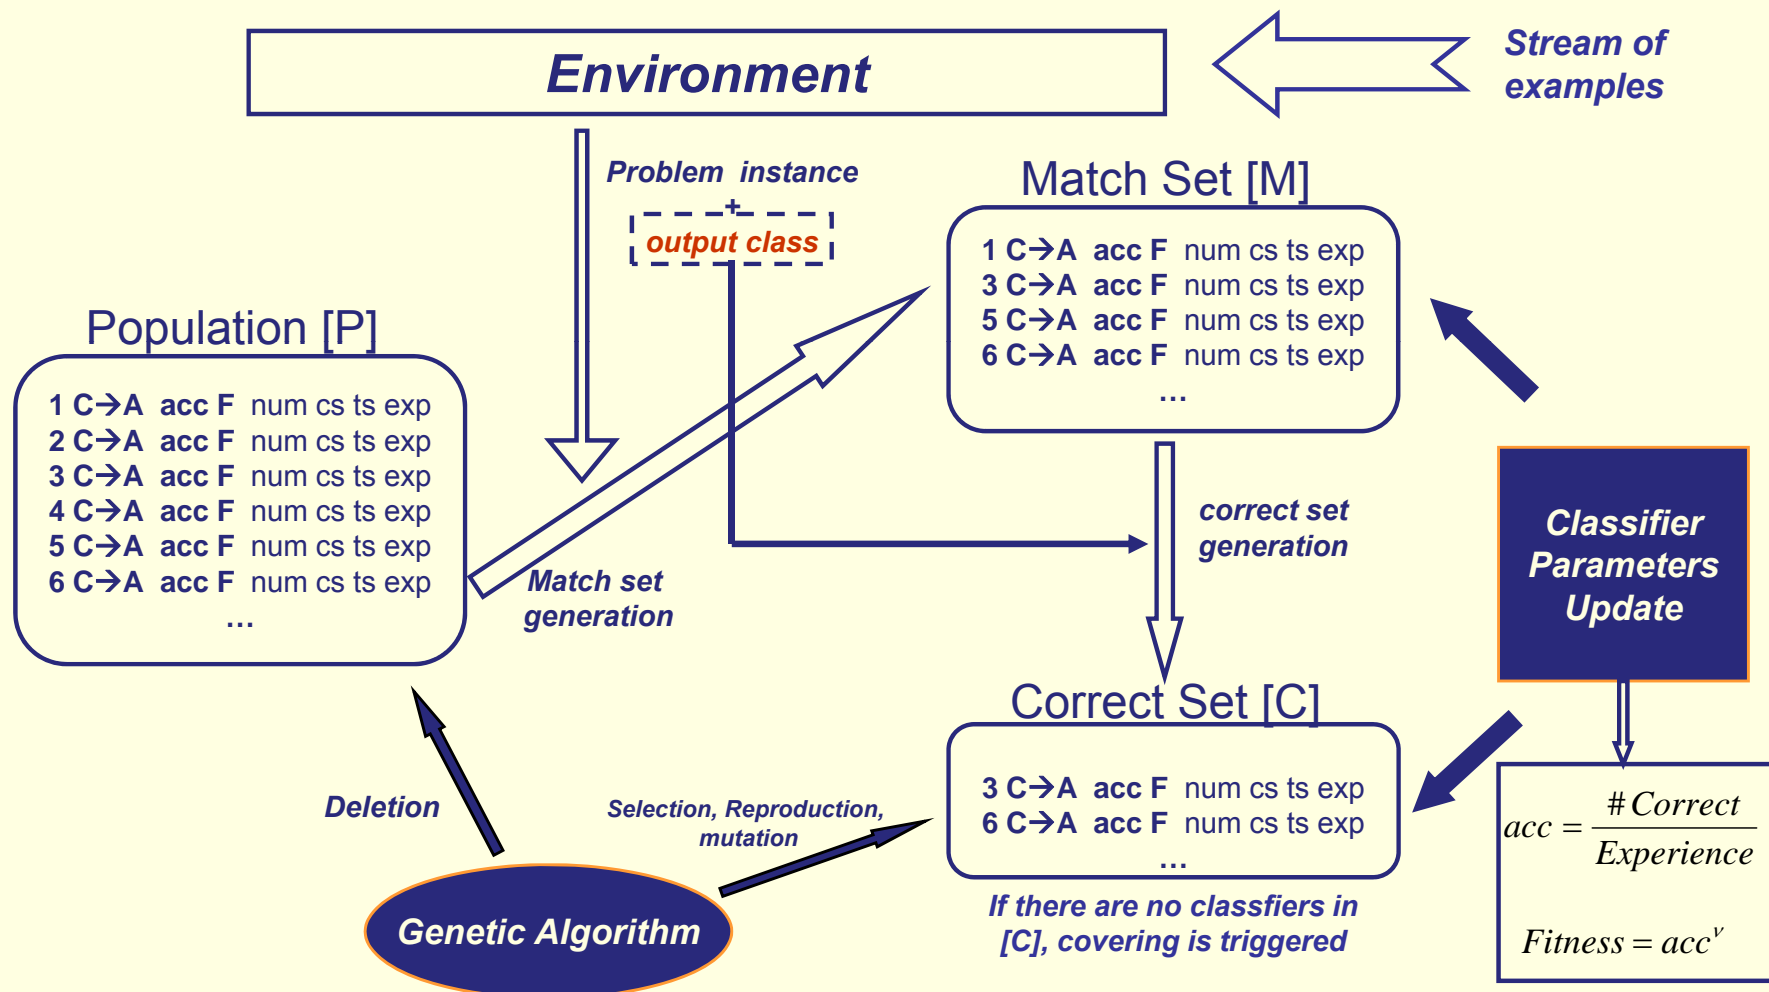 Environment
Stream of
examples
Problem instance
+
output class
Match Set [M]
1 C→A acc F num cs ts exp
3 C→A acc F num cs ts exp
5 C→A acc F num cs ts exp
6 C→A acc F num cs ts exp
...
Population [P]
1 C→A acc F num cs ts exp
2 C→A acc F num cs ts exp
3 C→A acc F num cs ts exp
4 C→A acc F num cs ts exp
5 C→A acc F num cs ts exp
6 C→A acc F num cs ts exp
...
Match set
generation
correct set
generation
Classifier
Parameters
Update
Correct Set [C]
3 C→A acc F num cs ts exp
6 C→A acc F num cs ts exp
...
If there are no classfiers in
[C], covering is triggered
Deletion
Selection, Reproduction,
mutation
Genetic Algorithm
acc = # Correct / Experience
Fitness = acc^ν